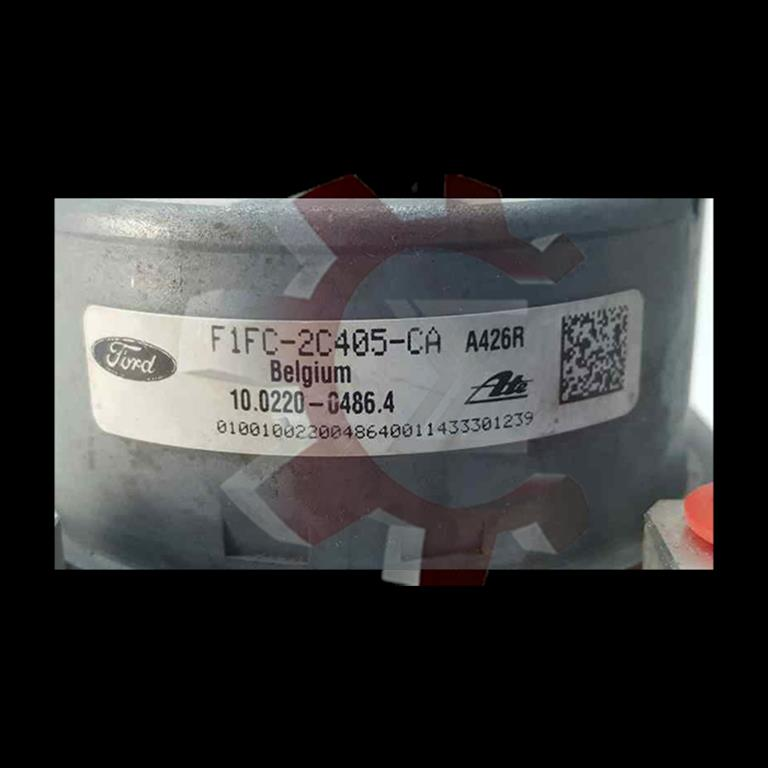 Ford
F1FC-2C405-CA A426R
Belgium
10.0220-0486.4 Ate
0100100220048640011433301239